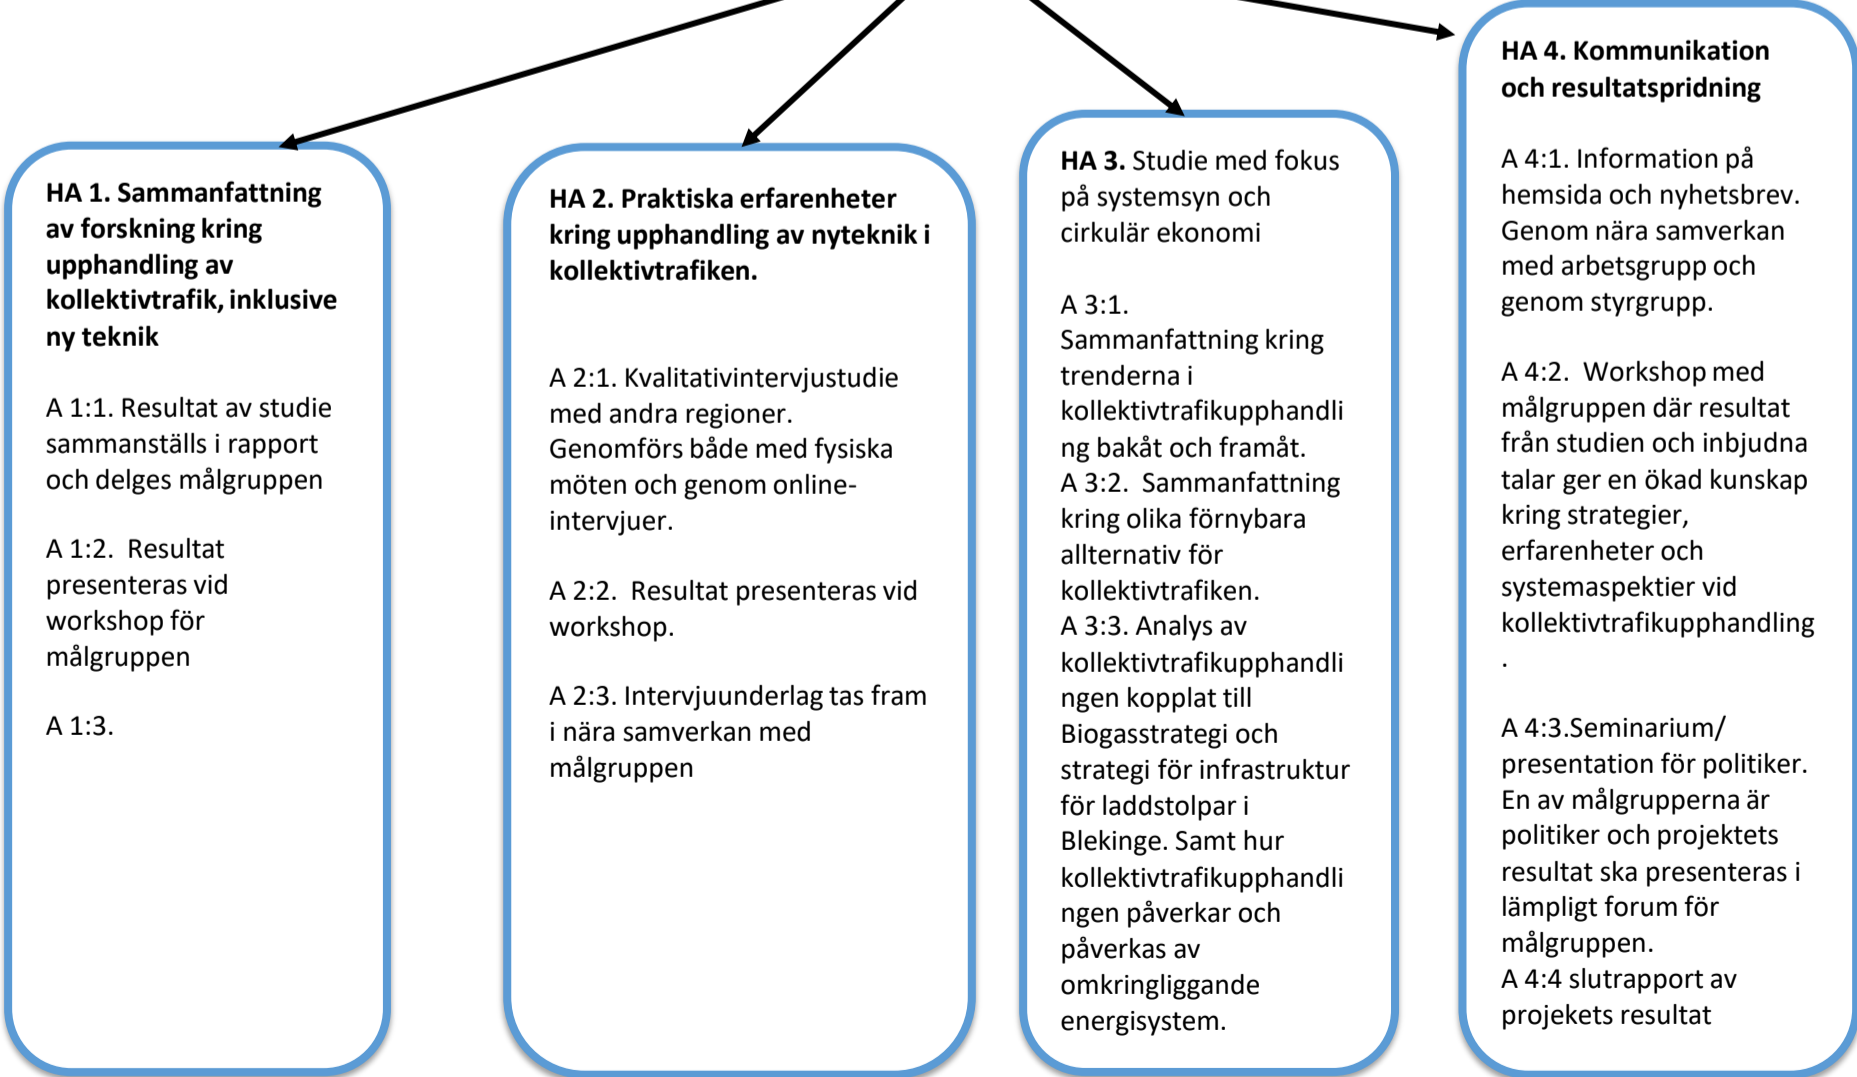 HA 1. Sammanfattning
av forskning kring
upphandling av
kollektivtrafik, inklusive
ny teknik
A 1:1. Resultat av studie
sammanställs i rapport
och delges målgruppen
A 1:2.  Resultat
presenteras vid
workshop för
målgruppen
A 1:3.
HA 2. Praktiska erfarenheter
kring upphandling av nyteknik i
kollektivtrafiken.
A 2:1. Kvalitativintervjustudie
med andra regioner.
Genomförs både med fysiska
möten och genom online-
intervjuer.
A 2:2.  Resultat presenteras vid
workshop.
A 2:3. Intervjuunderlag tas fram
i nära samverkan med
målgruppen
HA 3. Studie med fokus
på systemsyn och
cirkulär ekonomi
A 3:1.
Sammanfattning kring
trenderna i
kollektivtrafikupphandli
ng bakåt och framåt.
A 3:2.  Sammanfattning
kring olika förnybara
allternativ för
kollektivtrafiken.
A 3:3. Analys av
kollektivtrafikupphandli
ngen kopplat till
Biogasstrategi och
strategi för infrastruktur
för laddstolpar i
Blekinge. Samt hur
kollektivtrafikupphandli
ngen påverkar och
påverkas av
omkringliggande
energisystem.
HA 4. Kommunikation
och resultatspridning
A 4:1. Information på
hemsida och nyhetsbrev.
Genom nära samverkan
med arbetsgrupp och
genom styrgrupp.
A 4:2.  Workshop med
målgruppen där resultat
från studien och inbjudna
talar ger en ökad kunskap
kring strategier,
erfarenheter och
systemaspektier vid
kollektivtrafikupphandling
.
A 4:3.Seminarium/
presentation för politiker.
En av målgrupperna är
politiker och projektets
resultat ska presenteras i
lämpligt forum för
målgruppen.
A 4:4 slutrapport av
projekets resultat